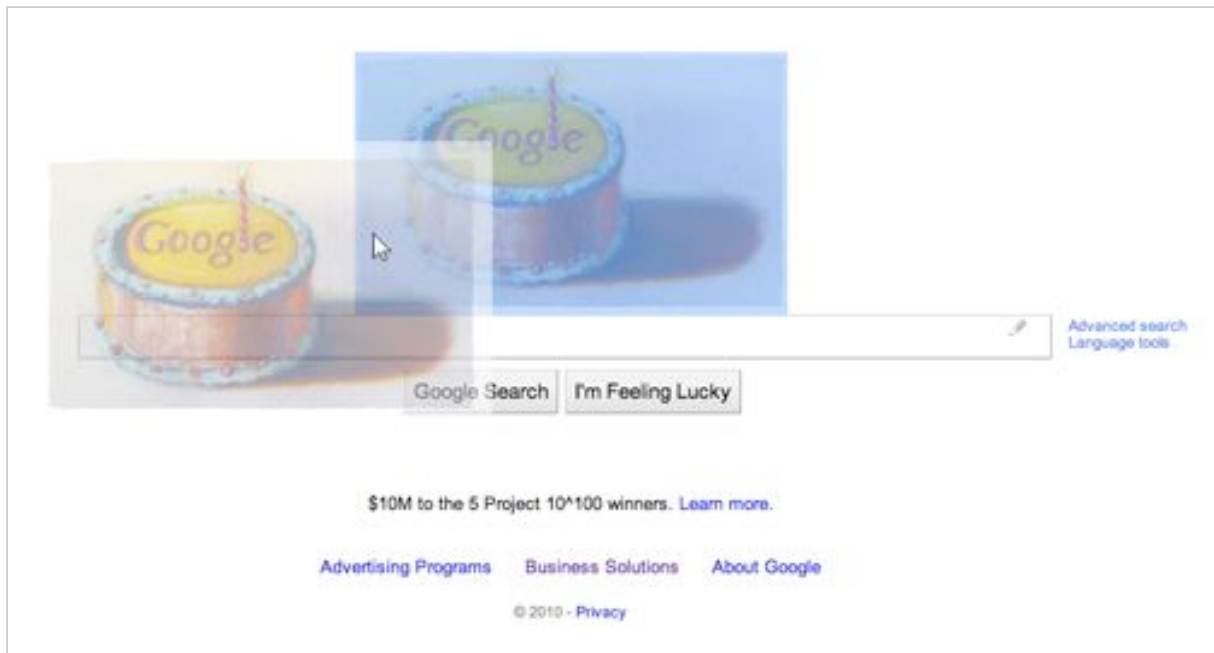 Google
Google
Advanced search
Language tools
Google Search I'm Feeling Lucky
$10M to the 5 Project 10^100 winners. Learn more.
Advertising Programs Business Solutions About Google
© 2010 - Privacy